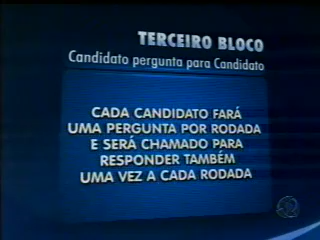 TERCEIRO BLOCO
Candidato pergunta para Candidato
CADA CANDIDATO FARÁ
UMA PERGUNTA POR RODADA
E SERÁ CHAMADO PARA
RESPONDER TAMBÉM
UMA VEZ A CADA RODADA